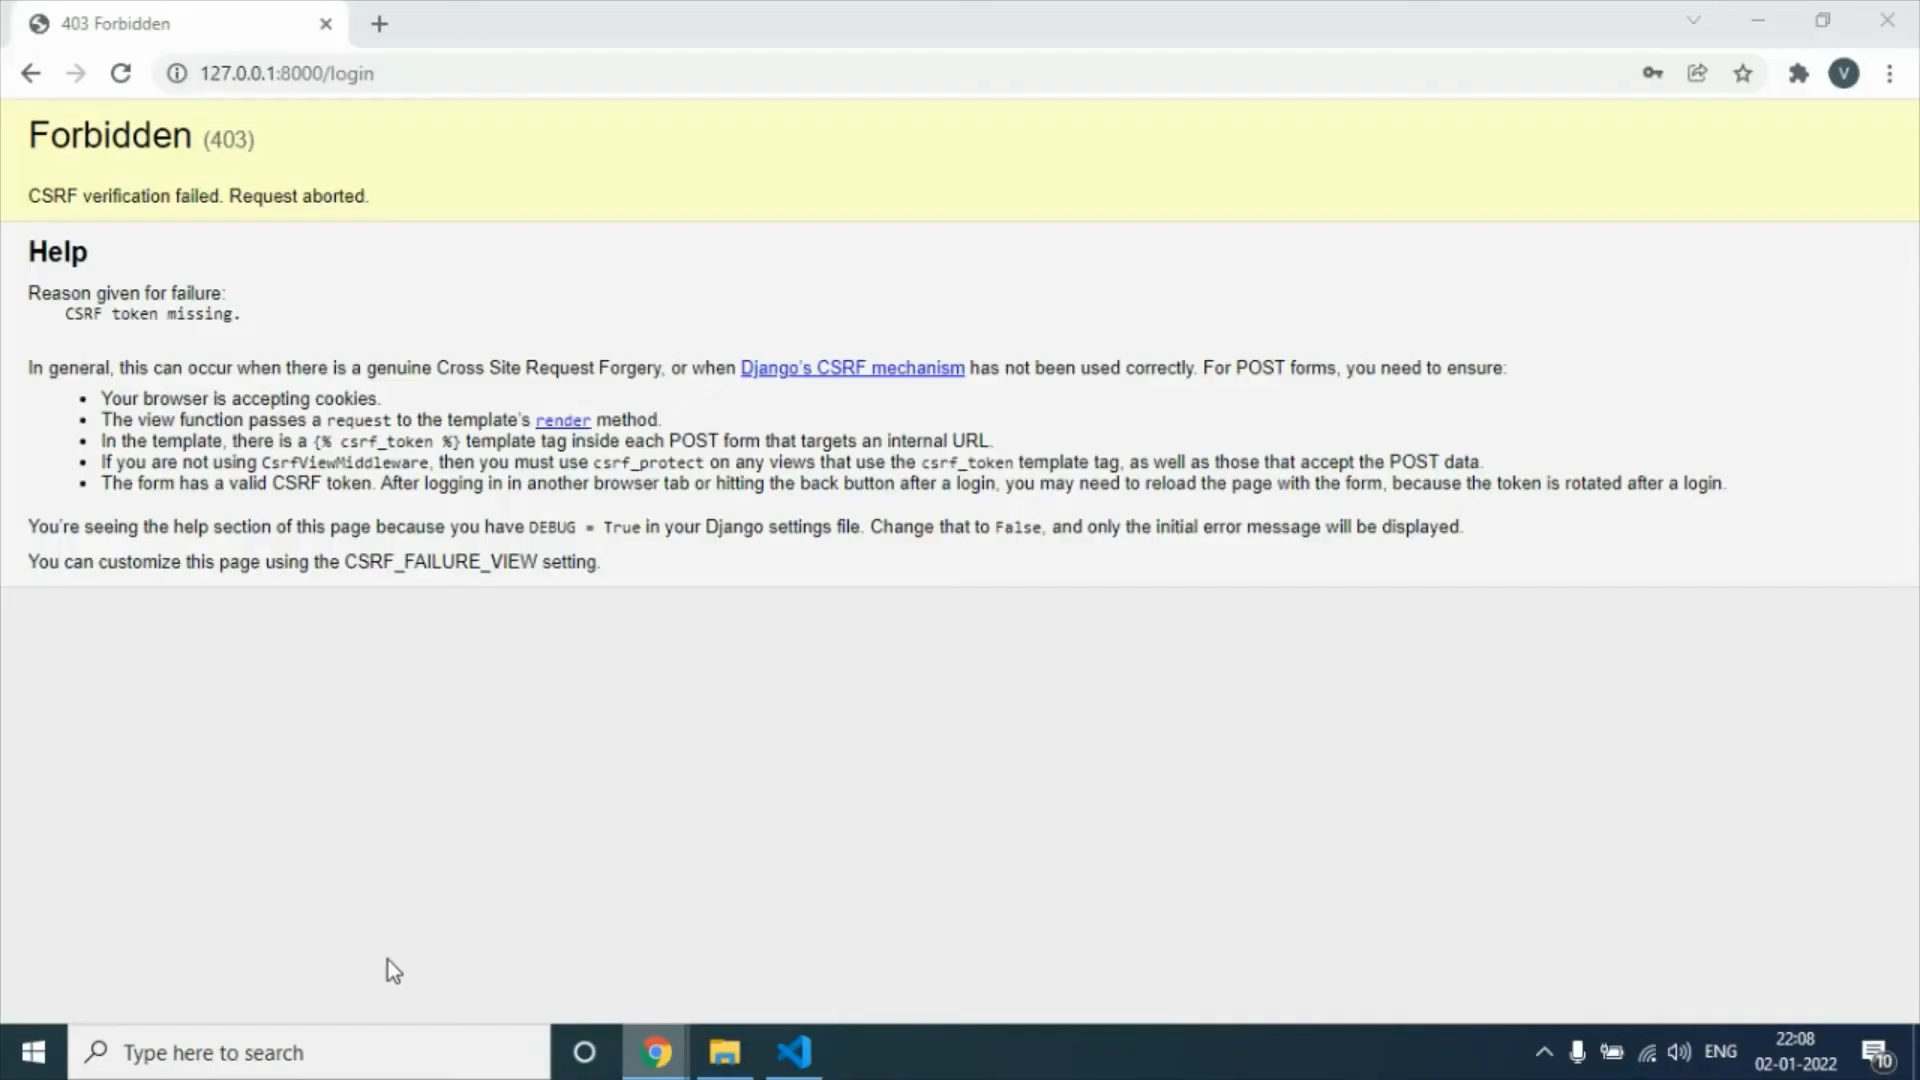 403 Forbidden
127.0.0.1:8000/login
V
Forbidden (403)
CSRF verification failed. Request aborted.
Help
Reason given for failure:
CSRF token missing.
In general, this can occur when there is a genuine Cross Site Request Forgery, or when Django's CSRF mechanism has not been used correctly. For POST forms, you need to ensure:
• Your browser is accepting cookies.
• The view function passes a request to the template's render method.
• In the template, there is a {% csrf_token %} template tag inside each POST form that targets an internal URL.
• If you are not using CsrfViewMiddleware, then you must use csrf_protect on any views that use the csrf_token template tag, as well as those that accept the POST data.
• The form has a valid CSRF token. After logging in in another browser tab or hitting the back button after a login, you may need to reload the page with the form, because the token is rotated after a login.
You're seeing the help section of this page because you have DEBUG = True in your Django settings file. Change that to False, and only the initial error message will be displayed.
You can customize this page using the CSRF_FAILURE_VIEW setting.
Type here to search
ENG
22:08
02-01-2022
10